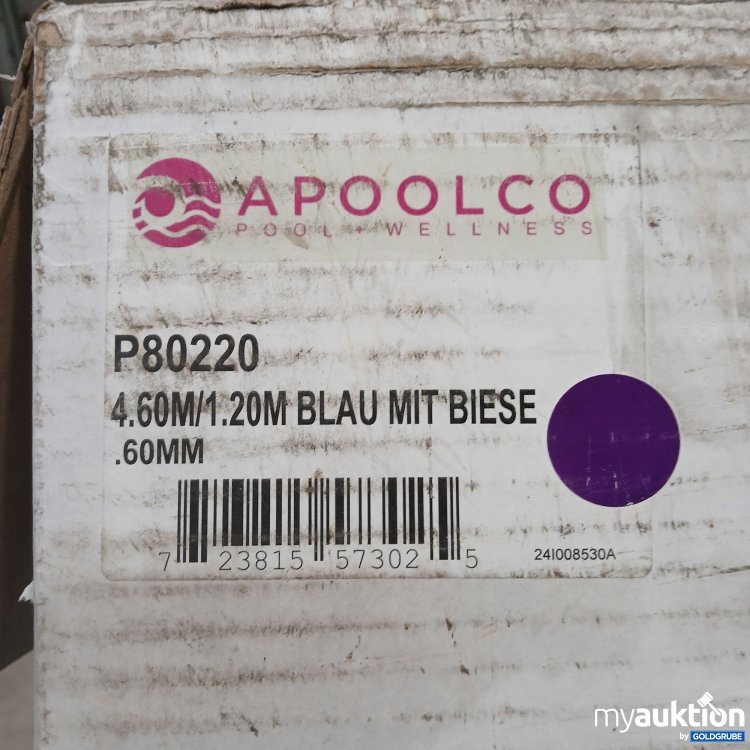 APOOLCO
POOL + WELLNESS
P80220
4.60M/1.20M BLAU MIT BIESE
.60MM
7 23815 57302 5
24I008530A
myauktion
by GOLDGRUBE